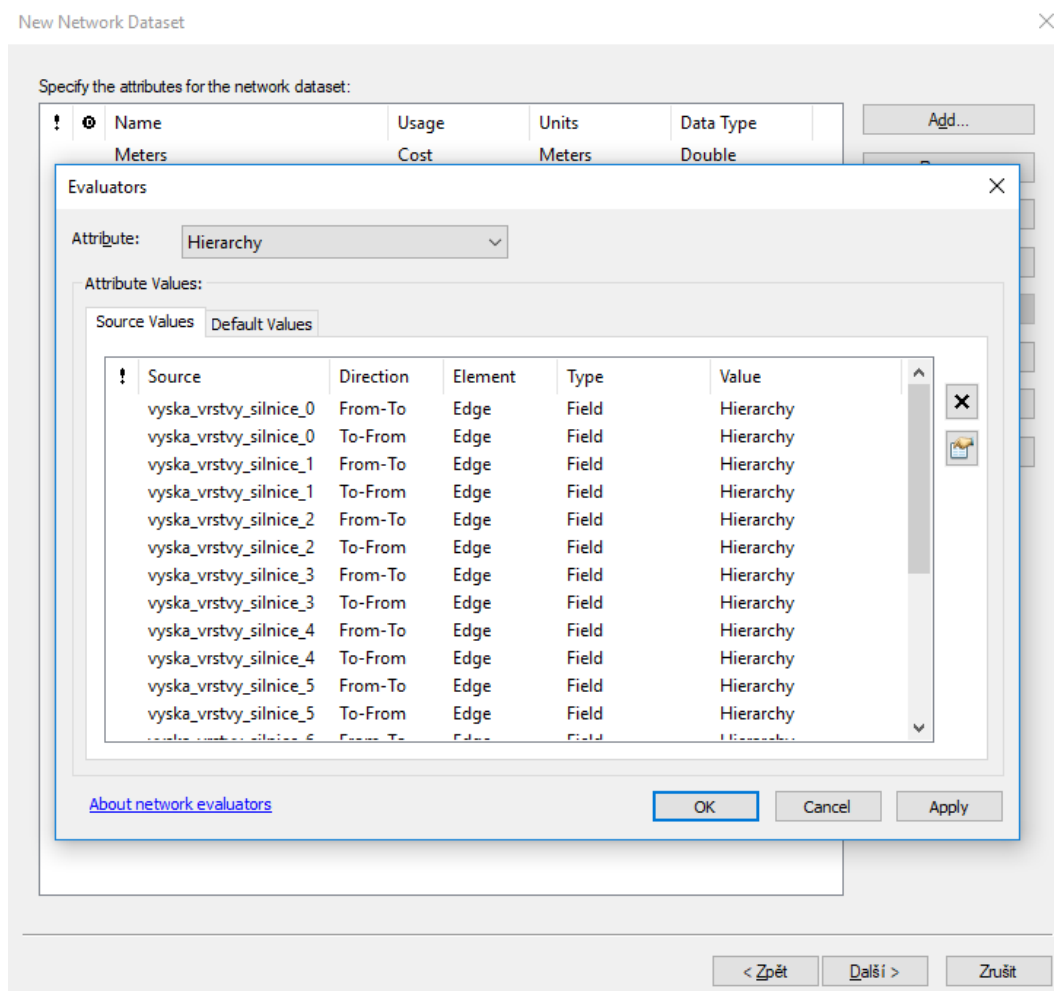 New Network Dataset
Specify the attributes for the network dataset:
! Name Usage Units Data Type
Meters Cost Meters Double
Add...
Evaluators
Attribute: Hierarchy
Attribute Values:
Source Values Default Values
! Source Direction Element Type Value
vyska_vrstvy_silnice_0 From-To Edge Field Hierarchy
vyska_vrstvy_silnice_0 To-From Edge Field Hierarchy
vyska_vrstvy_silnice_1 From-To Edge Field Hierarchy
vyska_vrstvy_silnice_1 To-From Edge Field Hierarchy
vyska_vrstvy_silnice_2 From-To Edge Field Hierarchy
vyska_vrstvy_silnice_2 To-From Edge Field Hierarchy
vyska_vrstvy_silnice_3 From-To Edge Field Hierarchy
vyska_vrstvy_silnice_3 To-From Edge Field Hierarchy
vyska_vrstvy_silnice_4 From-To Edge Field Hierarchy
vyska_vrstvy_silnice_4 To-From Edge Field Hierarchy
vyska_vrstvy_silnice_5 From-To Edge Field Hierarchy
vyska_vrstvy_silnice_5 To-From Edge Field Hierarchy
About network evaluators
OK Cancel Apply
< Zpět Další > Zrušit